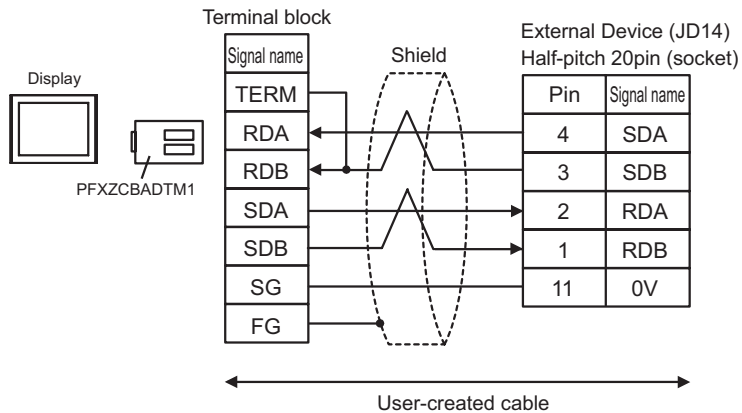 Terminal block
External Device (JD14)
Half-pitch 20pin (socket)
Display
PFXZCBADTM1
Shield
Signal name
TERM
RDA
RDB
SDA
SDB
SG
FG
Pin Signal name
4 SDA
3 SDB
2 RDA
1 RDB
11 0V
User-created cable